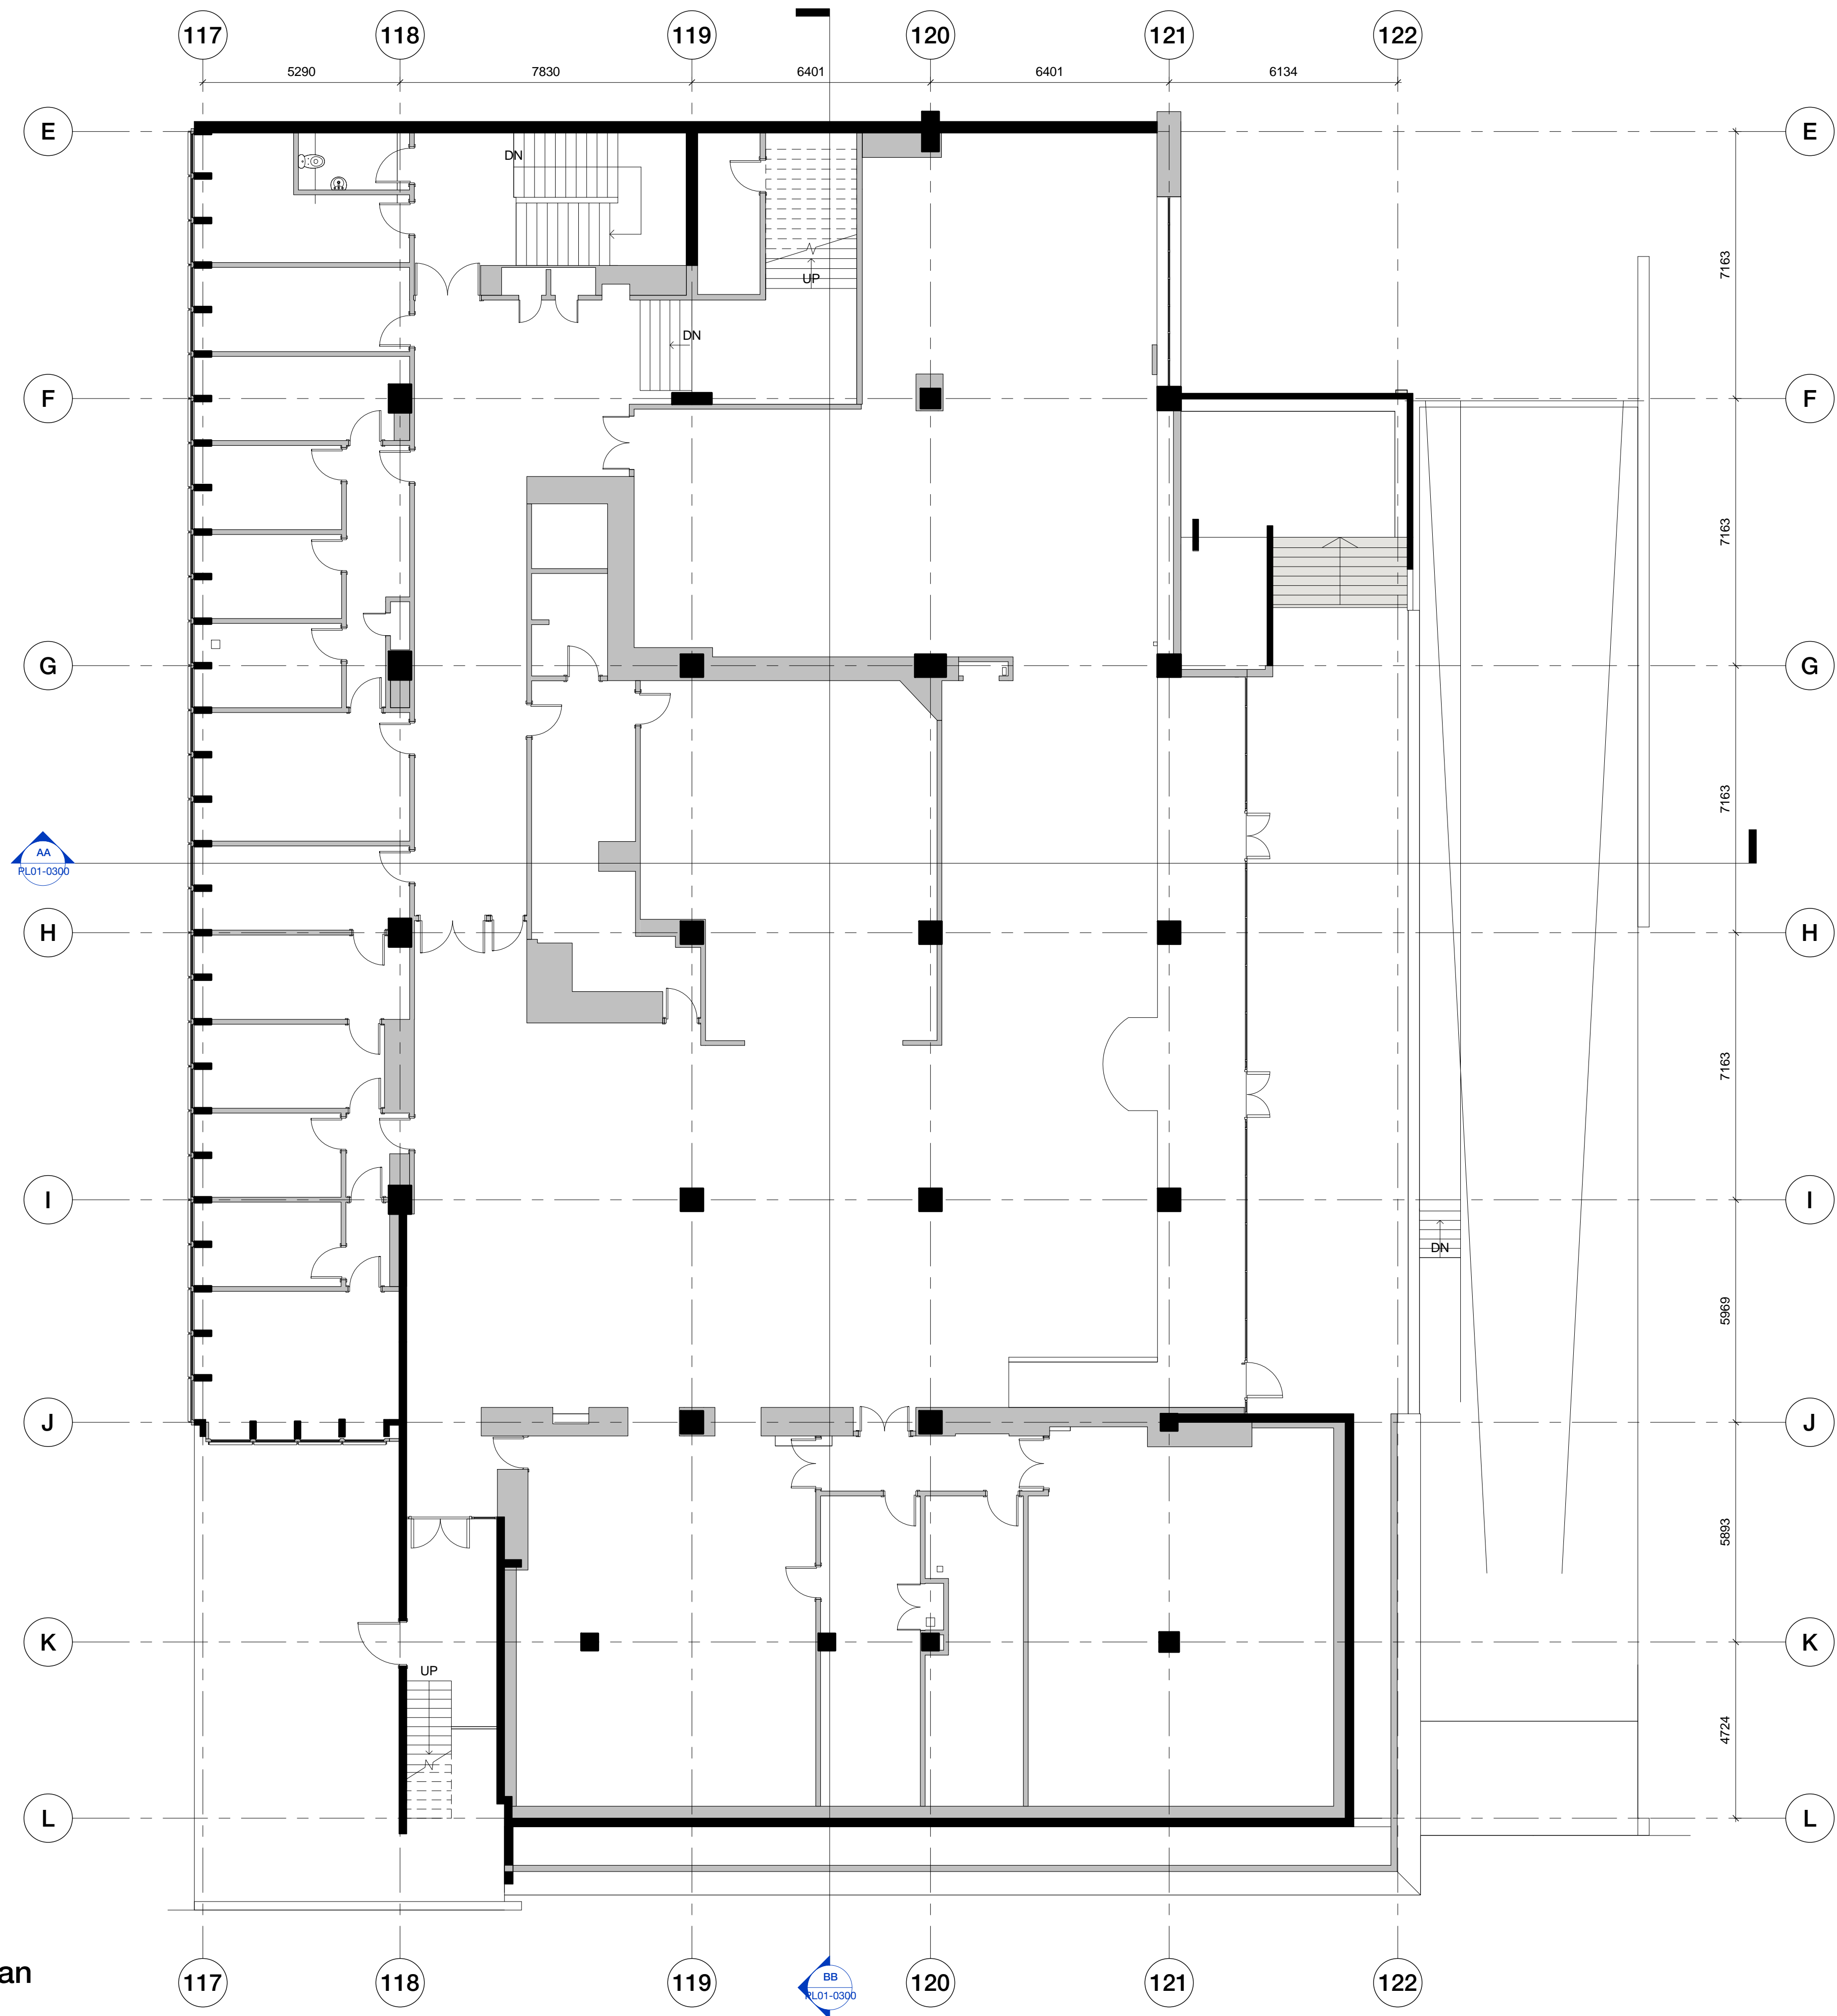 117 118 119 120 121 122
5290 7830 6401 6401 6134
E E
DN
7163
UP
DN
F F
7163
G G
7163
AA
PL01-0300
H H
7163
I I
DN
5969
J J
5893
K K
UP
4724
L L
an
117 118 119 120 121 122
BB
PL01-0300